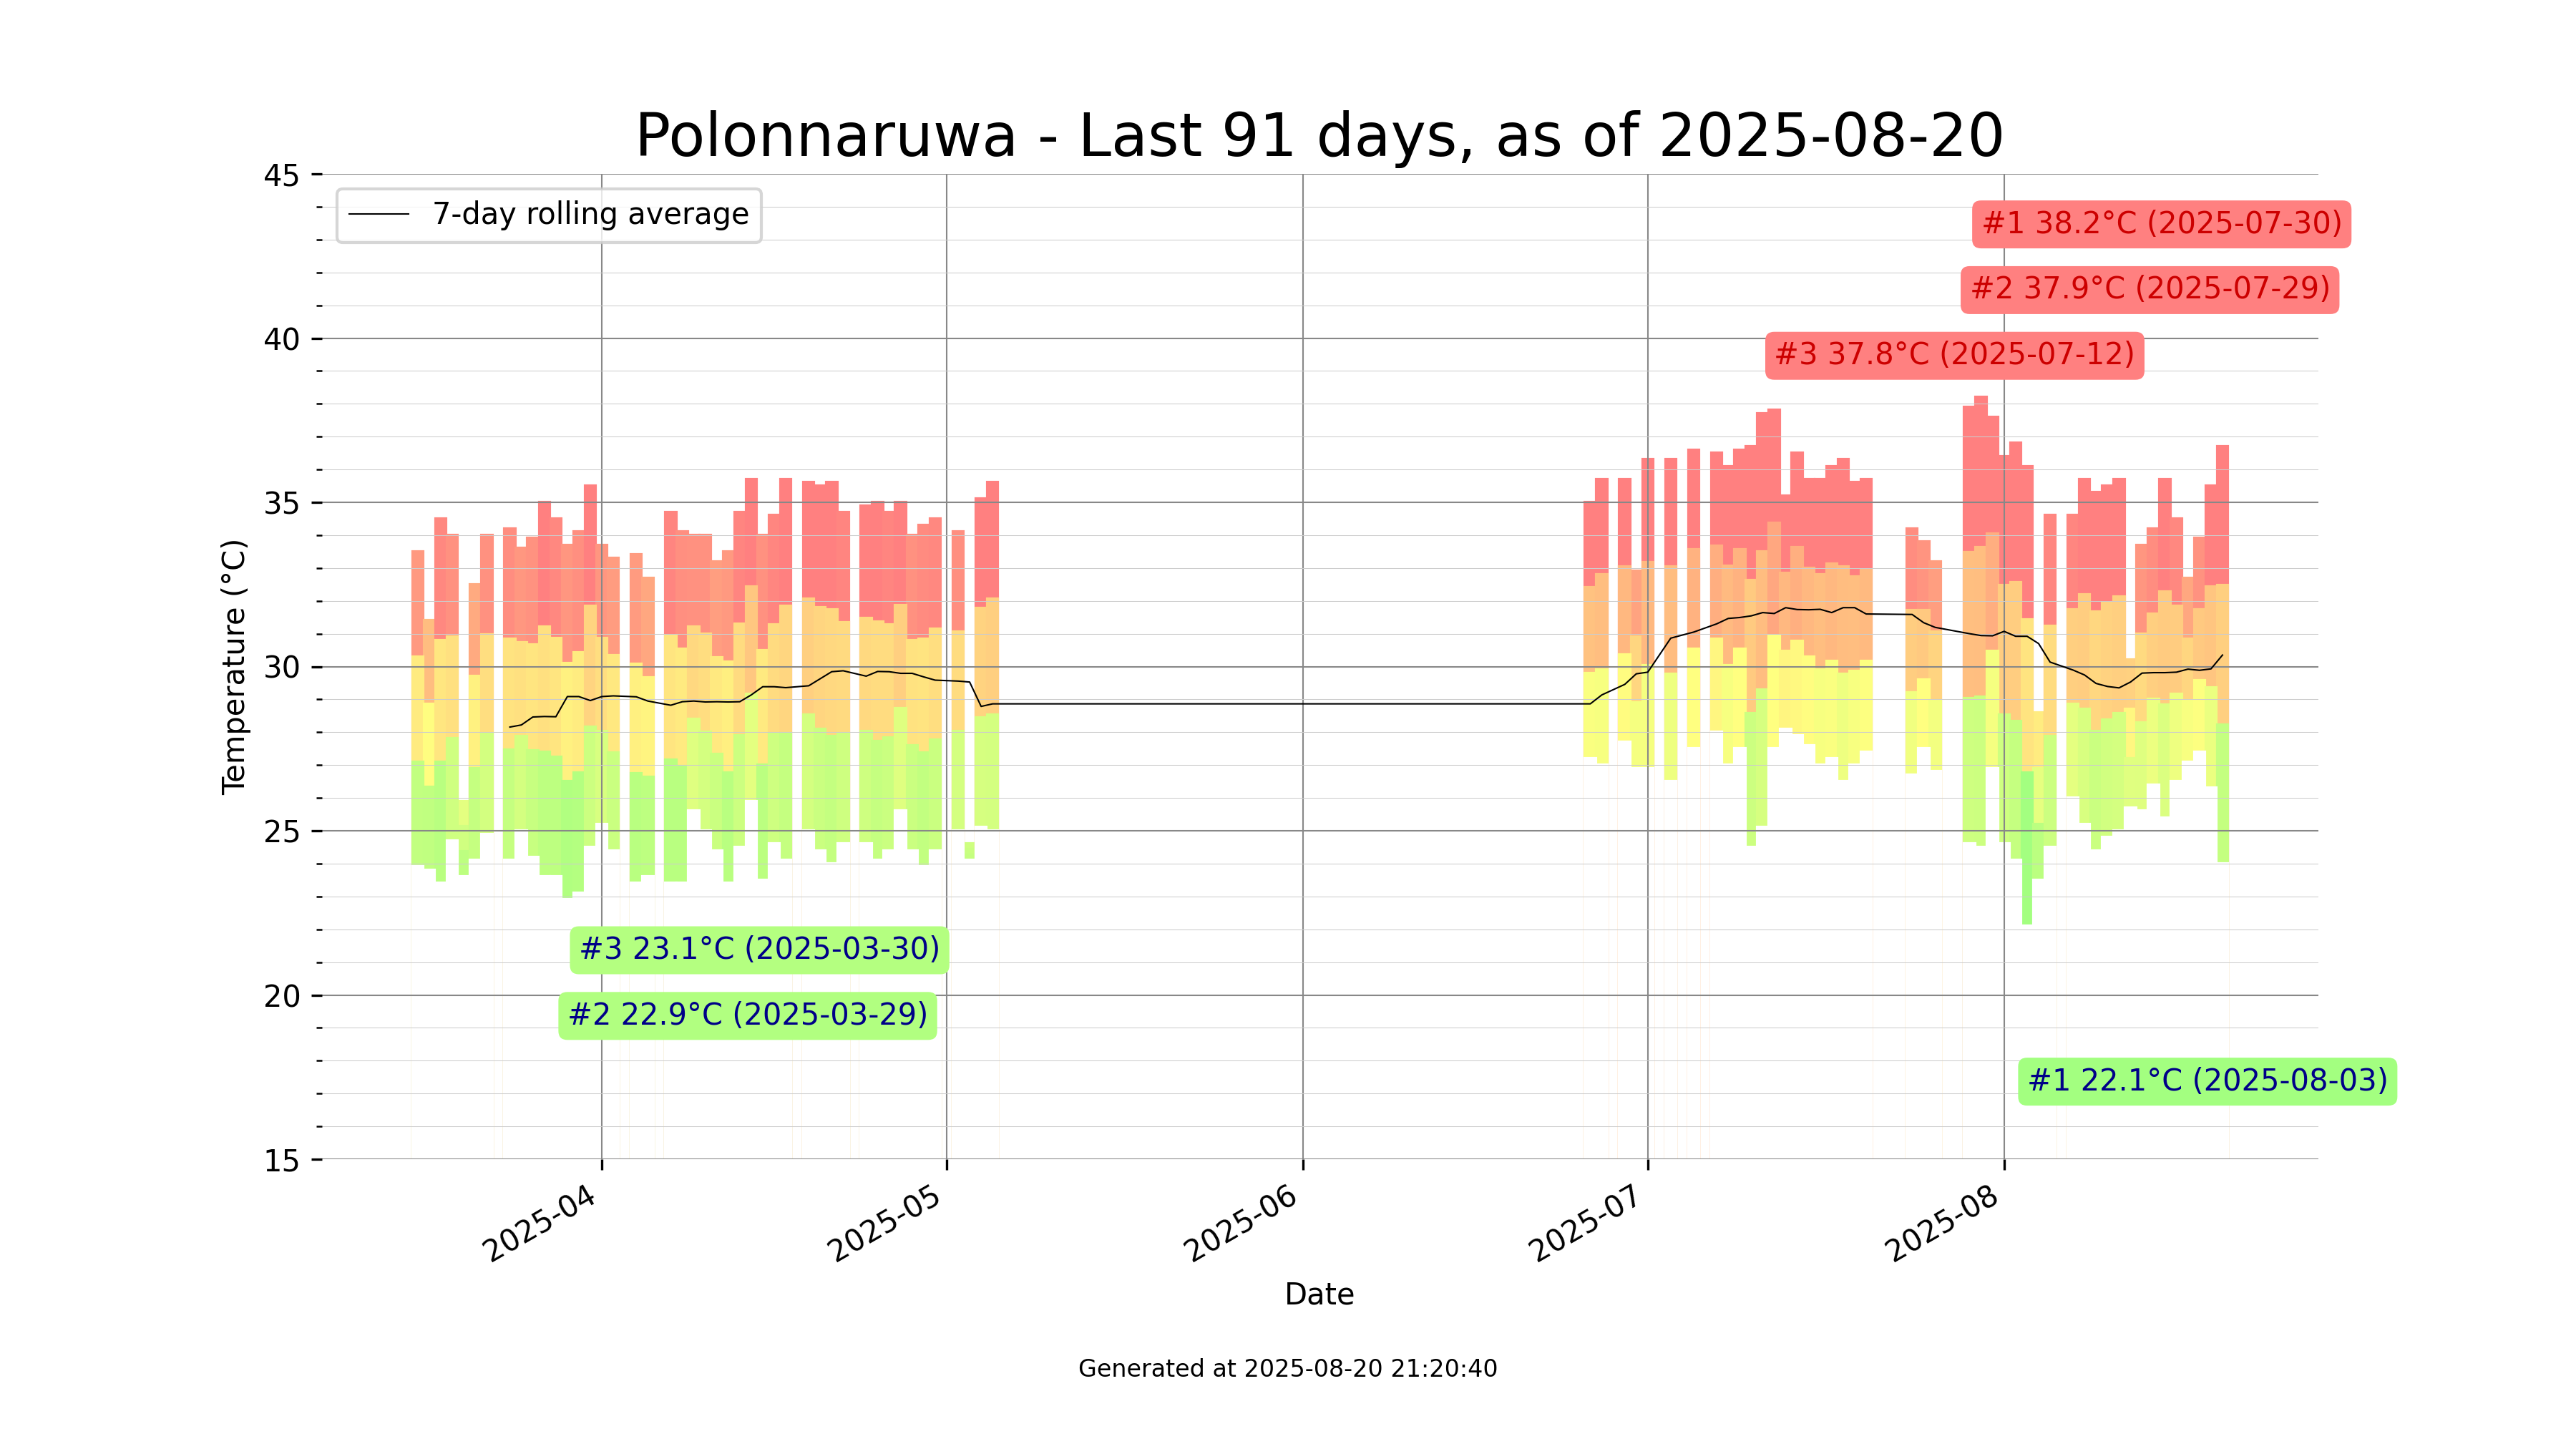 Polonnaruwa - Last 91 days, as of 2025-08-20
45
7-day rolling average
#1 38.2°C (2025-07-30)
#2 37.9°C (2025-07-29)
40
#3 37.8°C (2025-07-12)
35
Temperature (°C)
30
25
#3 23.1°C (2025-03-30)
20
#2 22.9°C (2025-03-29)
#1 22.1°C (2025-08-03)
15
2025-04
2025-05
2025-06
2025-07
2025-08
Date
Generated at 2025-08-20 21:20:40